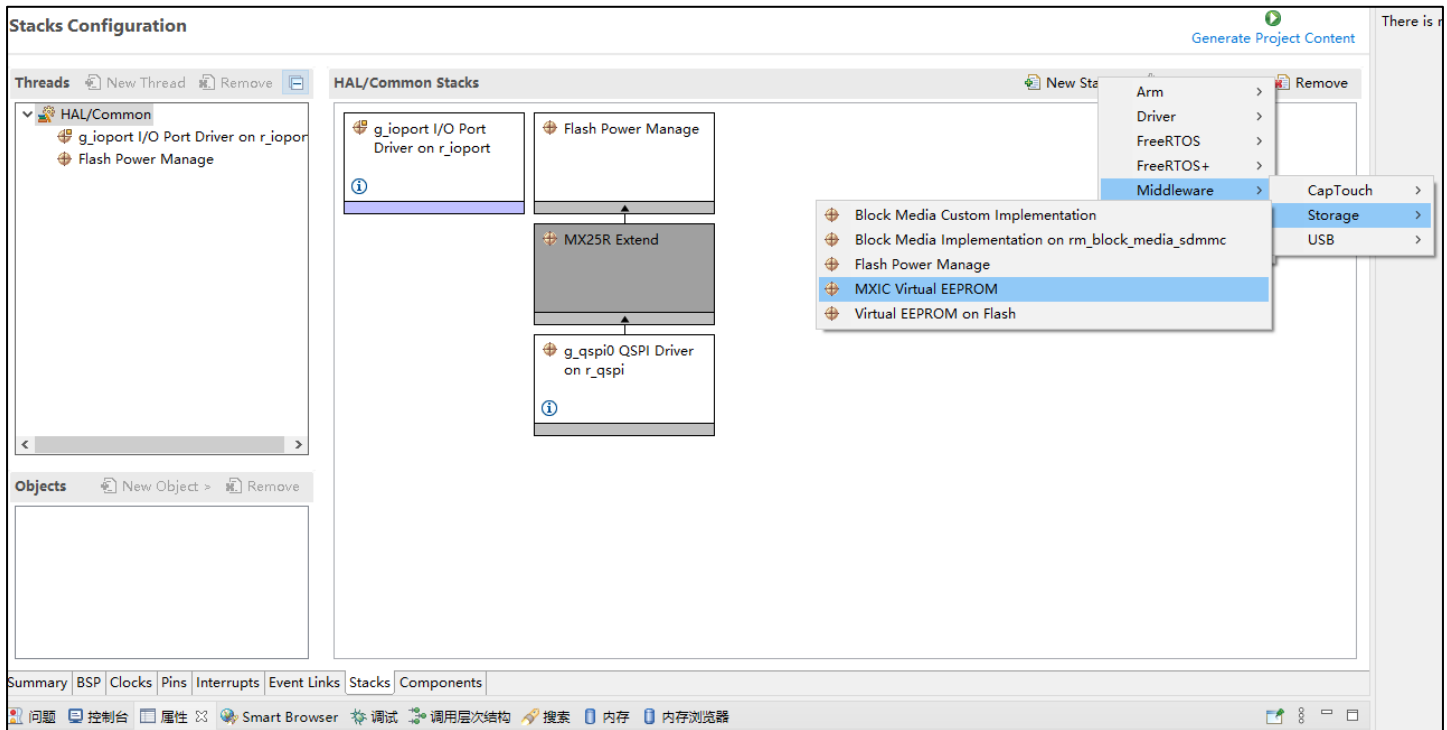 Stacks Configuration
Generate Project Content
There is
Threads New Thread Remove
HAL/Common Stacks
New Sta
Remove
HAL/Common
g_ioport I/O Port Driver on r_iopor
Flash Power Manage
g_ioport I/O Port
Driver on r_ioport
Flash Power Manage
MX25R Extend
g_qspi0 QSPI Driver
on r_qspi
Arm
Driver
FreeRTOS
FreeRTOS+
Middleware
CapTouch
Storage
USB
Block Media Custom Implementation
Block Media Implementation on rm_block_media_sdmmc
Flash Power Manage
MXIC Virtual EEPROM
Virtual EEPROM on Flash
Objects New Object > Remove
Summary BSP Clocks Pins Interrupts Event Links Stacks Components
问题 控制台 属性 Smart Browser 调试 调用层次结构 搜索 内存 内存浏览器